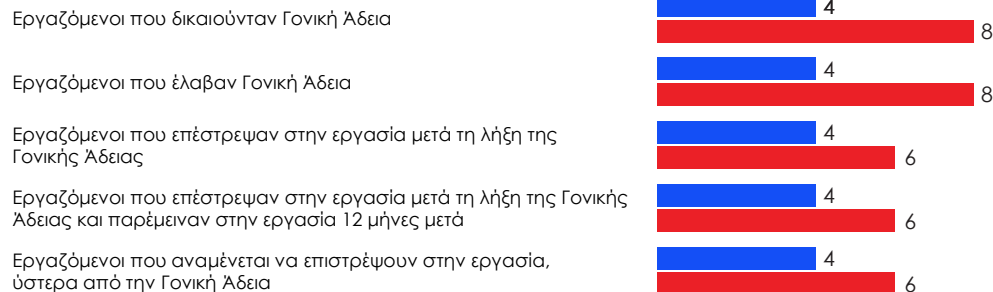 Εργαζόμενοι που δικαιούνταν Γονική Άδεια
4
8
Εργαζόμενοι που έλαβαν Γονική Άδεια
4
8
Εργαζόμενοι που επέστρεψαν στην εργασία μετά τη λήξη της
Γονικής Άδειας
4
6
Εργαζόμενοι που επέστρεψαν στην εργασία μετά τη λήξη της Γονικής
Άδειας και παρέμειναν στην εργασία 12 μήνες μετά
4
6
Εργαζόμενοι που αναμένεται να επιστρέψουν στην εργασία,
ύστερα από την Γονική Άδεια
4
6